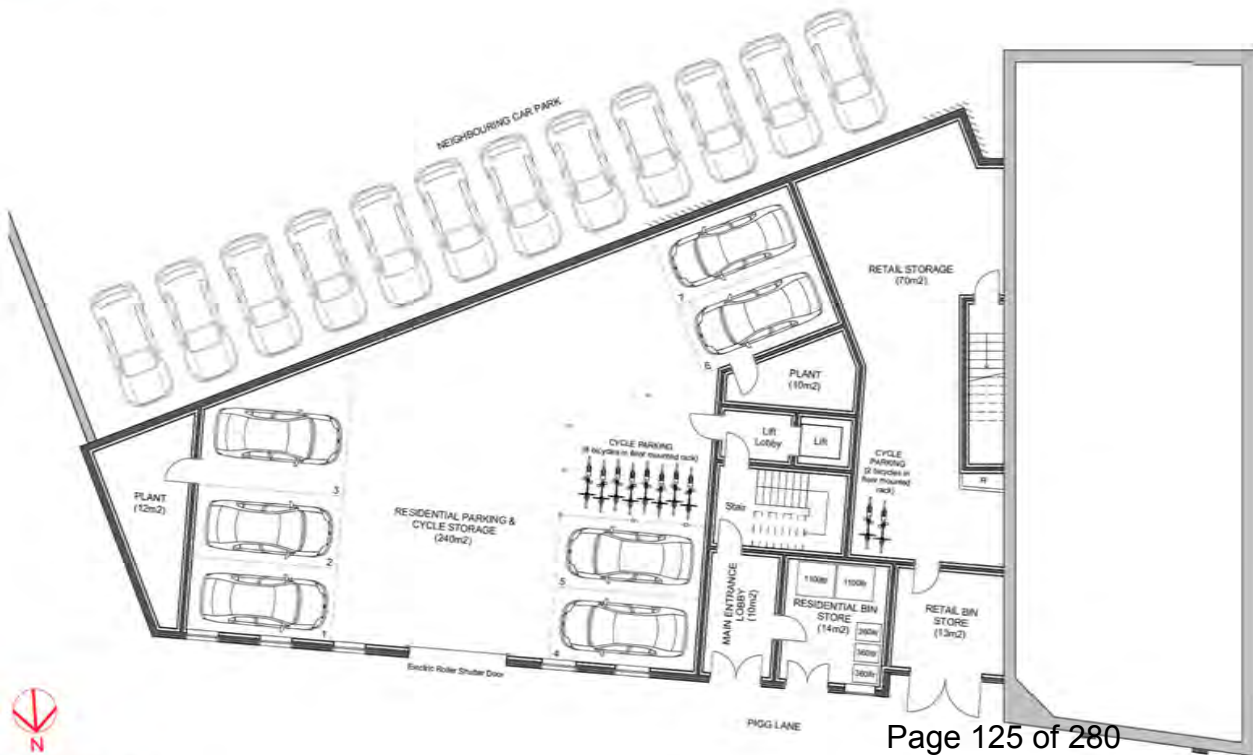 NEIGHBOURING CAR PARK
RETAIL STORAGE
(70m2)
7
6
PLANT
(10m2)
Lift
Lobby
Lift
CYCLE PARKING
(8 bicycles in floor mounted rack)
CYCLE
PARKING
(2 bicycles in
floor mounted
rack)
R
3
PLANT
(12m2)
RESIDENTIAL PARKING &
CYCLE STORAGE
(240m2)
Stair
2
5
1100ltr
1100ltr
MAIN ENTRANCE
LOBBY
(10m2)
RESIDENTIAL BIN
STORE
(14m2)
RETAIL BIN
STORE
(13m2)
360ltr
360ltr
360ltr
1
4
Electric Roller Shutter Door
PIGG LANE
N
Page 125 of 280